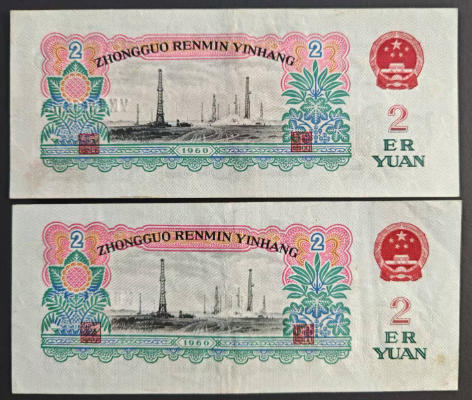 2 ZHONGGUO RENMIN YINHANG 2
2
ER
YUAN
1960
2 ZHONGGUO RENMIN YINHANG 2
2
ER
YUAN
1960